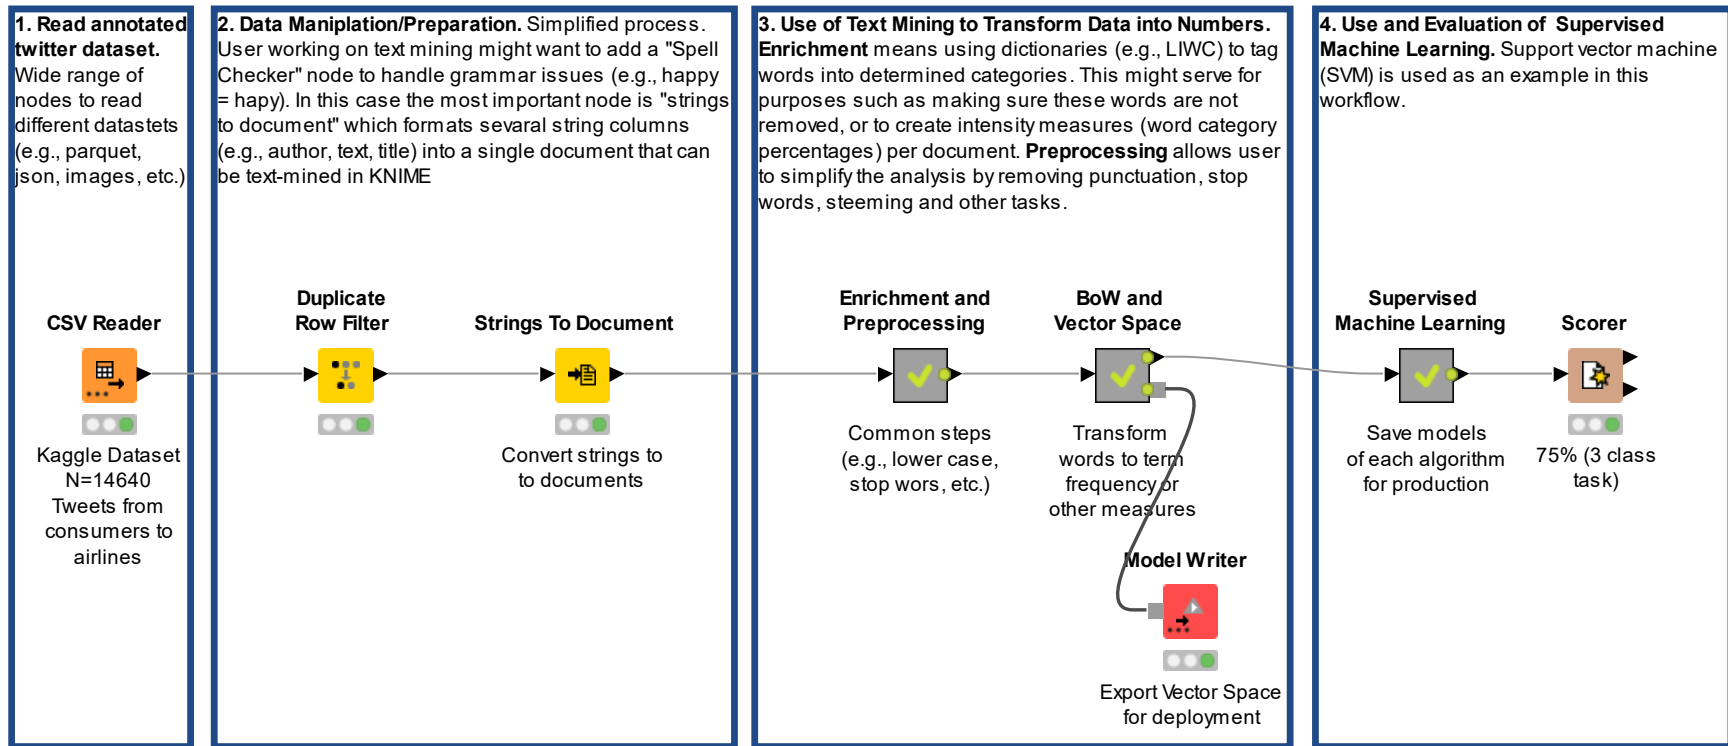 1. Read annotated
twitter dataset.
Wide range of
nodes to read
different datastets
(e.g., parquet,
json, images, etc.)
2. Data Maniplation/Preparation. Simplified process.
User working on text mining might want to add a "Spell
Checker" node to handle grammar issues (e.g., happy
= hapy). In this case the most important node is "strings
to document" which formats sevaral string columns
(e.g., author, text, title) into a single document that can
be text-mined in KNIME
3. Use of Text Mining to Transform Data into Numbers.
Enrichment means using dictionaries (e.g., LIWC) to tag
words into determined categories. This might serve for
purposes such as making sure these words are not
removed, or to create intensity measures (word category
percentages) per document. Preprocessing allows user
to simplify the analysis by removing punctuation, stop
words, steeming and other tasks.
4. Use and Evaluation of Supervised
Machine Learning. Support vector machine
(SVM) is used as an example in this
workflow.
CSV Reader
Kaggle Dataset
N=14640
Tweets from
consumers to
airlines
Duplicate
Row Filter
Strings To Document
Convert strings to
to documents
Enrichment and
Preprocessing
Common steps
(e.g., lower case,
stop wors, etc.)
BoW and
Vector Space
Transform
words to term
frequency or
other measures
Model Writer
Export Vector Space
for deployment
Supervised
Machine Learning
Save models
of each algorithm
for production
Scorer
75% (3 class
task)